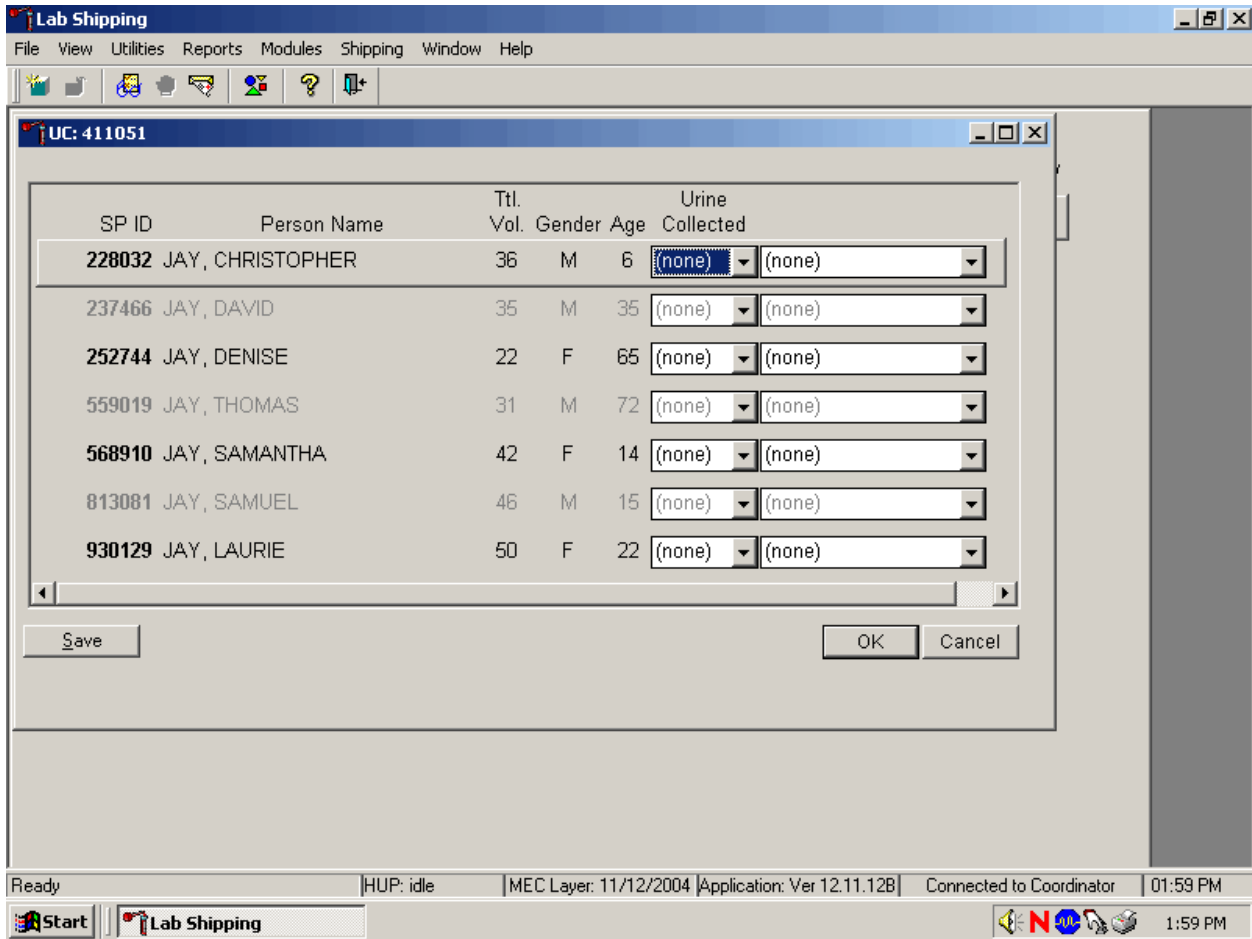 Lab Shipping
File View Utilities Reports Modules Shipping Window Help
UC: 411051
Ttl. Urine
SP ID Person Name Vol. Gender Age Collected
228032 JAY, CHRISTOPHER 36 M 6 (none) (none)
237466 JAY, DAVID 35 M 35 (none) (none)
252744 JAY, DENISE 22 F 65 (none) (none)
559019 JAY, THOMAS 31 M 72 (none) (none)
568910 JAY, SAMANTHA 42 F 14 (none) (none)
813081 JAY, SAMUEL 46 M 15 (none) (none)
930129 JAY, LAURIE 50 F 22 (none) (none)
Save OK Cancel
Ready HUP: idle MEC Layer: 11/12/2004 Application: Ver 12.11.12B Connected to Coordinator 01:59 PM
Start Lab Shipping N 1:59 PM